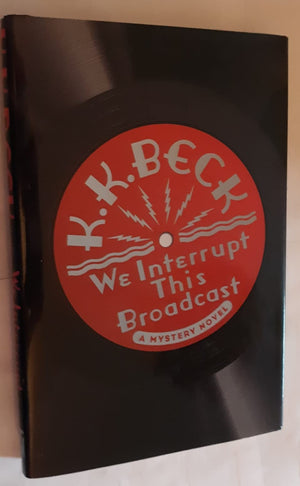 K.K. BECK
We Interrupt
This
Broadcast
A MYSTERY NOVEL